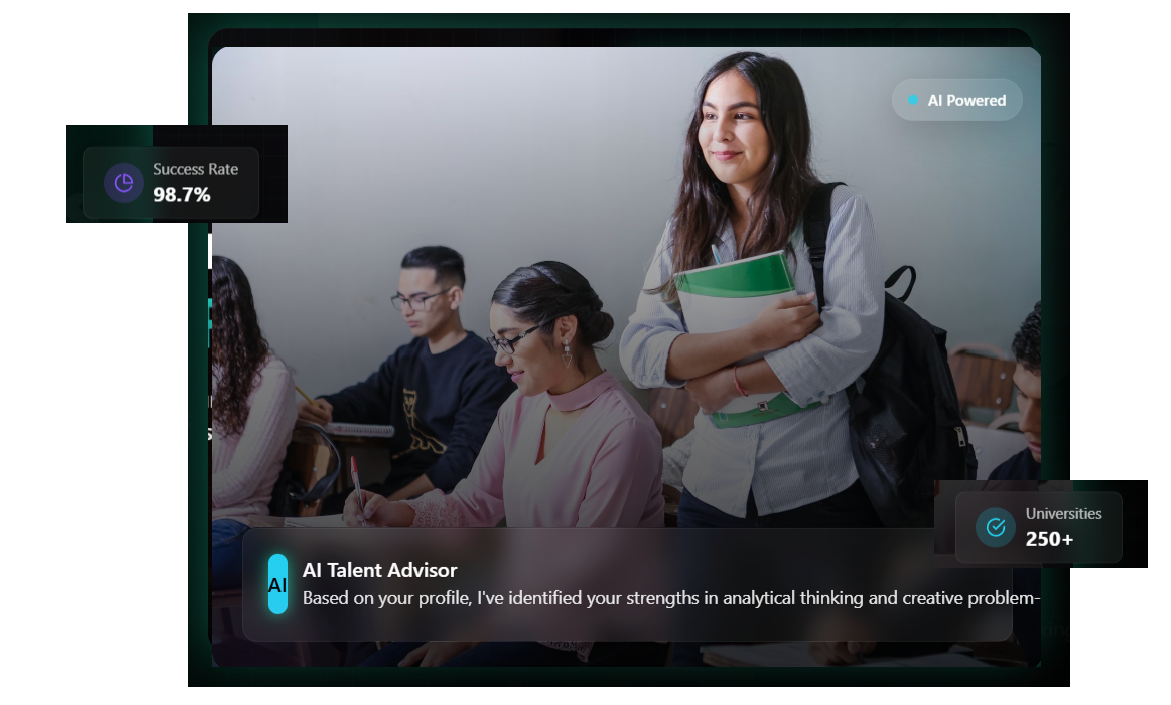 AI Powered
Success Rate
98.7%
Universities
250+
AI
AI Talent Advisor
Based on your profile, I've identified your strengths in analytical thinking and creative problem-